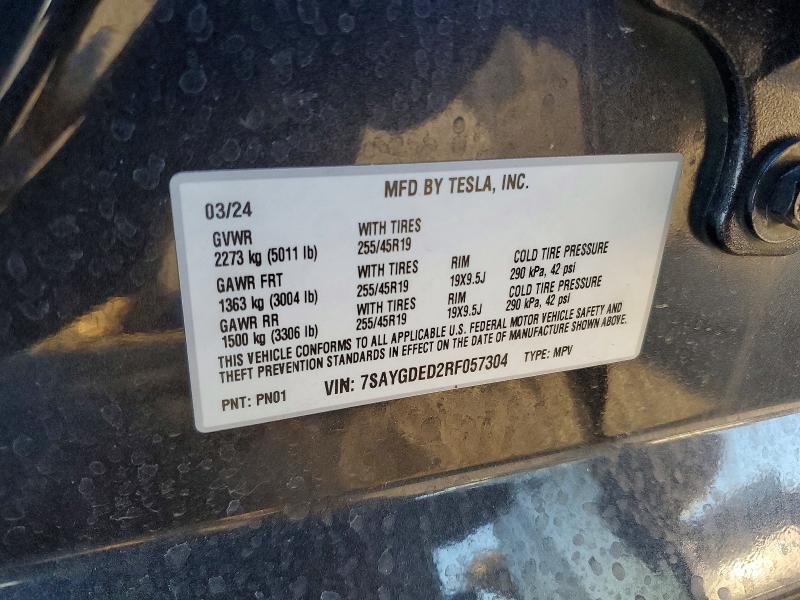 MFD BY TESLA, INC.
03/24
GVWR WITH TIRES
2273 kg (5011 lb) 255/45R19
GAWR FRT WITH TIRES RIM COLD TIRE PRESSURE
1363 kg (3004 lb) 255/45R19 19X9.5J 290 kPa, 42 psi
GAWR RR WITH TIRES RIM COLD TIRE PRESSURE
1500 kg (3306 lb) 255/45R19 19X9.5J 290 kPa, 42 psi
THIS VEHICLE CONFORMS TO ALL APPLICABLE U.S. FEDERAL MOTOR VEHICLE SAFETY AND
THEFT PREVENTION STANDARDS IN EFFECT ON THE DATE OF MANUFACTURE SHOWN ABOVE.
PNT: PN01 VIN: 7SAYGDED2RF057304 TYPE: MPV